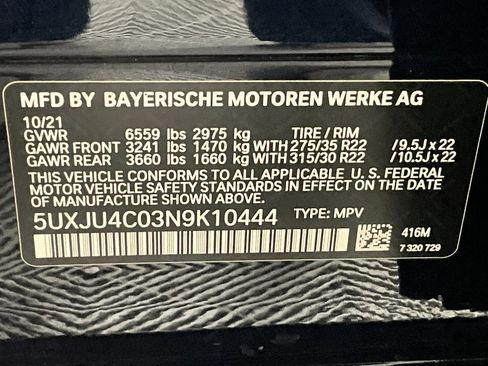 MFD BY BAYERISCHE MOTOREN WERKE AG
10/21
GVWR 6559 lbs 2975 kg TIRE / RIM
GAWR FRONT 3241 lbs 1470 kg WITH 275/35 R22 / 9.5J x 22
GAWR REAR 3660 lbs 1660 kg WITH 315/30 R22 / 10.5J x 22
THIS VEHICLE CONFORMS TO ALL APPLICABLE U. S. FEDERAL
MOTOR VEHICLE SAFETY STANDARDS IN EFFECT ON THE DATE
OF MANUFACTURE SHOWN ABOVE.
5UXJU4C03N9K10444 TYPE: MPV
416M
7 320 729